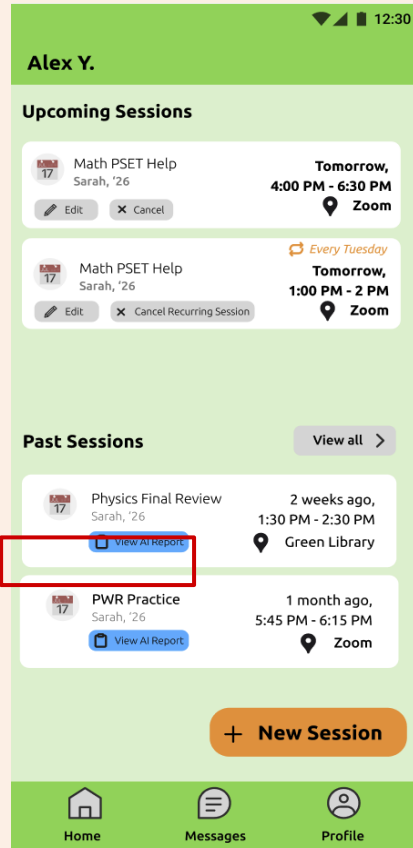 12:30
Alex Y.
Upcoming Sessions
17
Math PSET Help
Sarah, '26
Tomorrow,
4:00 PM - 6:30 PM
Zoom
Edit
Cancel
Every Tuesday
17
Math PSET Help
Sarah, '26
Tomorrow,
1:00 PM - 2 PM
Zoom
Edit
Cancel Recurring Session
Past Sessions
View all
17
Physics Final Review
Sarah, '26
2 weeks ago,
1:30 PM - 2:30 PM
Green Library
View AI Report
17
PWR Practice
Sarah, '26
1 month ago,
5:45 PM - 6:15 PM
Zoom
View AI Report
+ New Session
Home
Messages
Profile